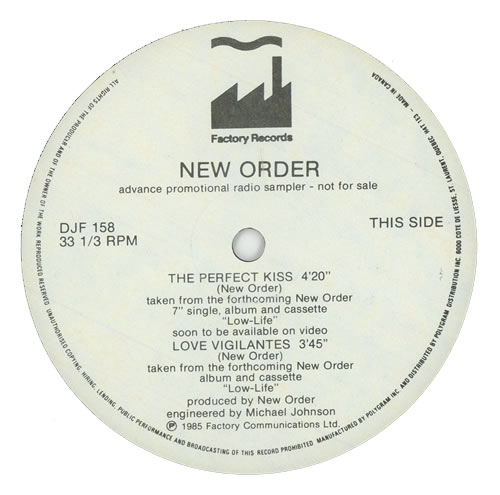 Factory Records
NEW ORDER
advance promotional radio sampler - not for sale
DJF 158
33 1/3 RPM
THIS SIDE
THE PERFECT KISS 4'20"
(New Order)
taken from the forthcoming New Order
7" single, album and cassette
"Low-Life"
soon to be available on video
LOVE VIGILANTES 3'45"
(New Order)
taken from the forthcoming New Order
album and cassette
"Low-Life"
produced by New Order
engineered by Michael Johnson
℗ 1985 Factory Communications Ltd.
ALL RIGHTS OF THE PRODUCER AND OF THE OWNER OF THE WORK REPRODUCED RESERVED UNAUTHORISED COPYING, HIRING, LENDING, PUBLIC PERFORMANCE AND BROADCASTING OF THIS RECORD PROHIBITED MANUFACTURED AND DISTRIBUTED BY POLYGRAM INC. AND DISTRIBUTED BY POLYGRAM DISTRIBUTION INC. 6000 COTE DE LIESSE, ST. LAURENT, QUEBEC H4T 1E3 - MADE IN CANADA